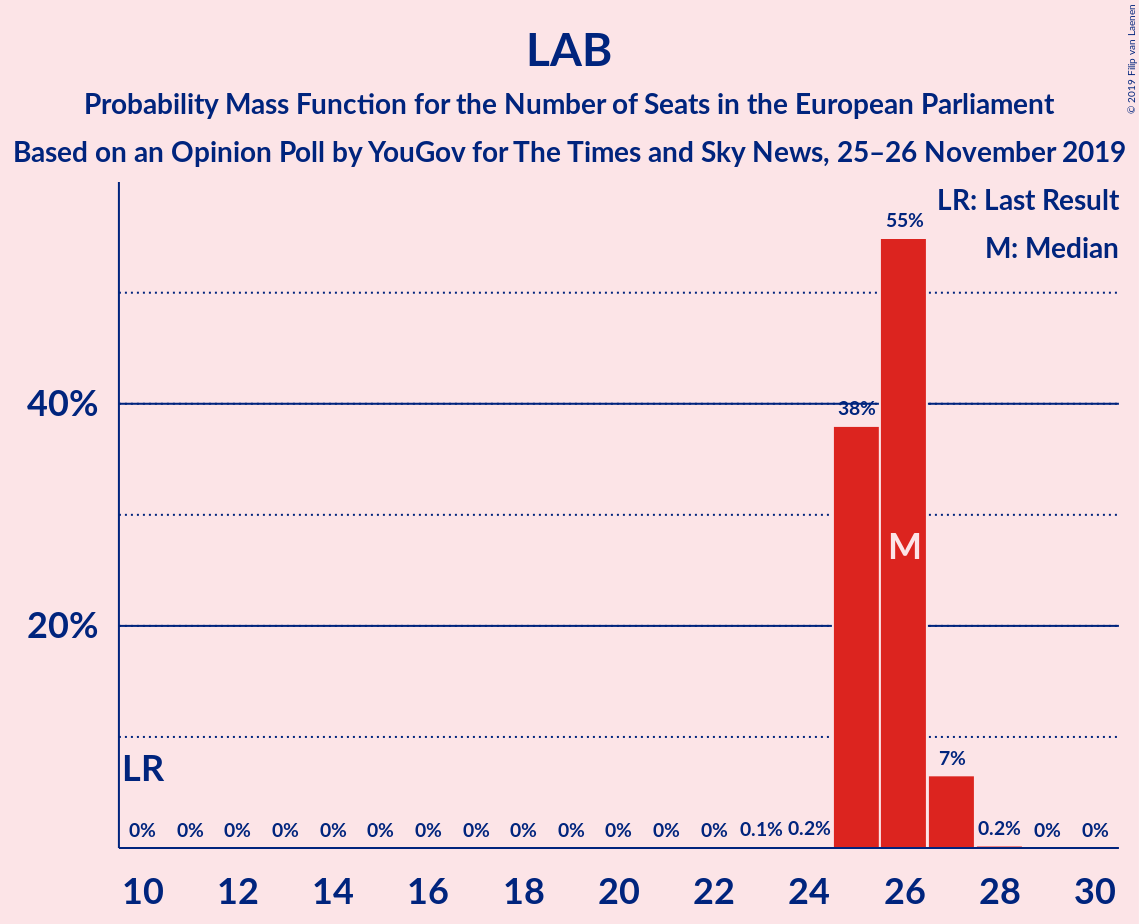 LAB
Probability Mass Function for the Number of Seats in the European Parliament
Based on an Opinion Poll by YouGov for The Times and Sky News, 25–26 November 2019
© 2019 Filip van Laenen
LR: Last Result
M: Median
55%
40%
38%
M
20%
LR
7%
0% 0% 0% 0% 0% 0% 0% 0% 0% 0% 0% 0% 0% 0.1% 0.2% 0.2% 0% 0%
10 12 14 16 18 20 22 24 26 28 30